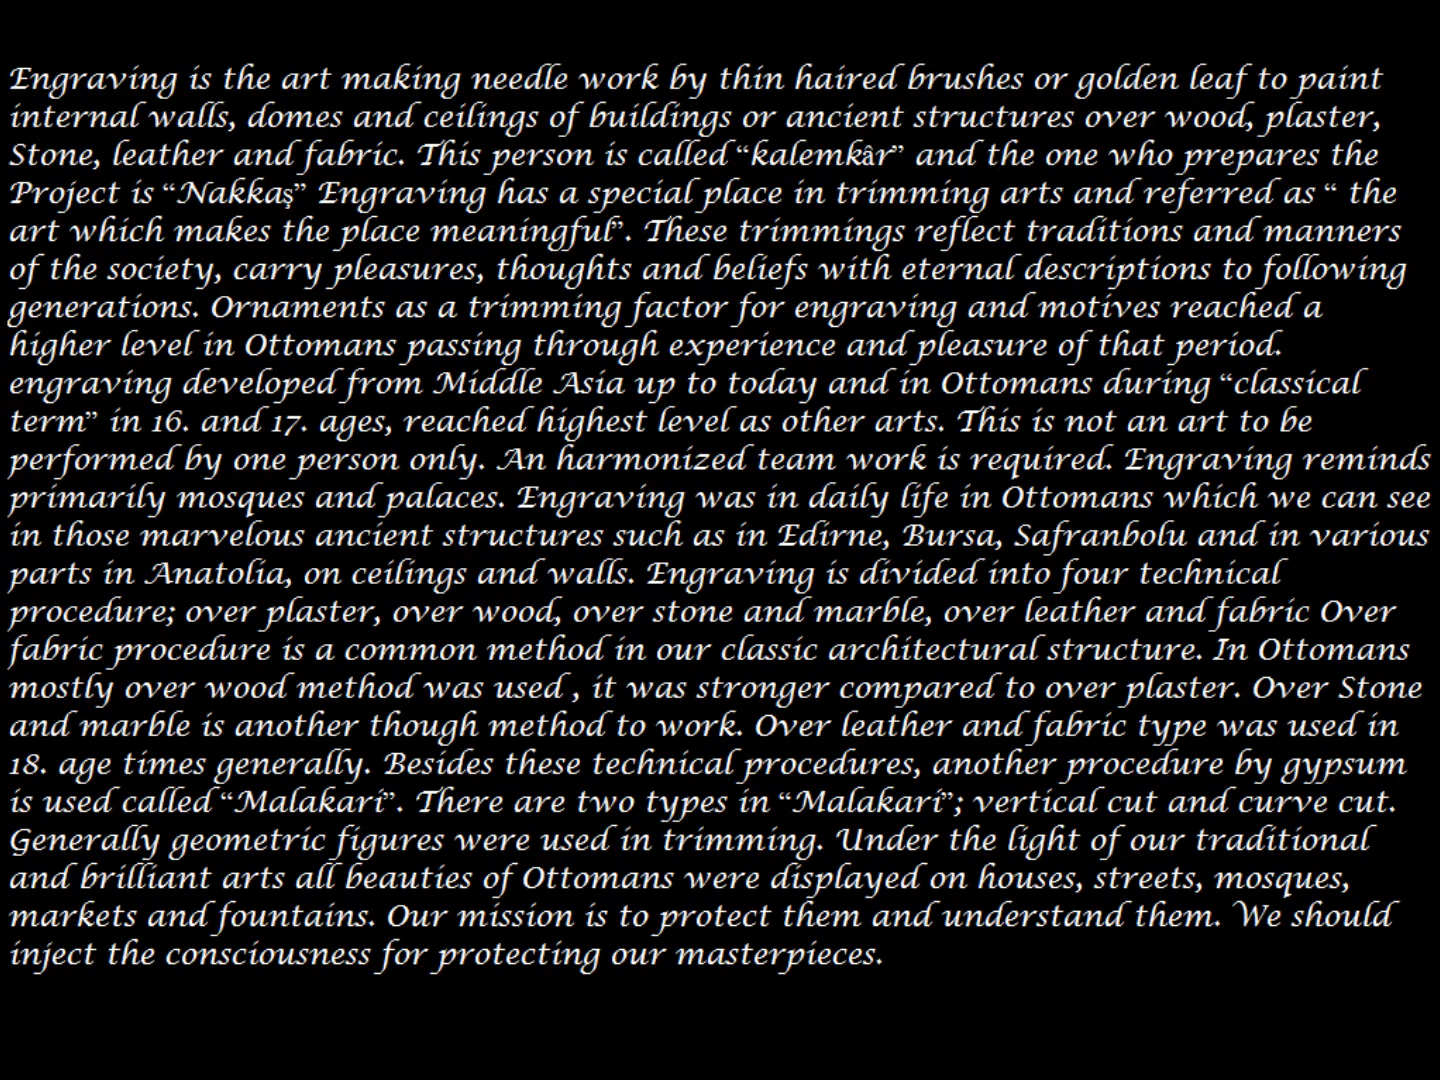 Engraving is the art making needle work by thin haired brushes or golden leaf to paint
internal walls, domes and ceilings of buildings or ancient structures over wood, plaster,
Stone, leather and fabric. This person is called “kalemkâr” and the one who prepares the
Project is “Nakkaş” Engraving has a special place in trimming arts and referred as “ the
art which makes the place meaningful”. These trimmings reflect traditions and manners
of the society, carry pleasures, thoughts and beliefs with eternal descriptions to following
generations. Ornaments as a trimming factor for engraving and motives reached a
higher level in Ottomans passing through experience and pleasure of that period.
engraving developed from Middle Asia up to today and in Ottomans during “classical
term” in 16. and 17. ages, reached highest level as other arts. This is not an art to be
performed by one person only. An harmonized team work is required. Engraving reminds
primarily mosques and palaces. Engraving was in daily life in Ottomans which we can see
in those marvelous ancient structures such as in Edirne, Bursa, Safranbolu and in various
parts in Anatolia, on ceilings and walls. Engraving is divided into four technical
procedure; over plaster, over wood, over stone and marble, over leather and fabric Over
fabric procedure is a common method in our classic architectural structure. In Ottomans
mostly over wood method was used , it was stronger compared to over plaster. Over Stone
and marble is another though method to work. Over leather and fabric type was used in
18. age times generally. Besides these technical procedures, another procedure by gypsum
is used called “Malakari”. There are two types in “Malakari”; vertical cut and curve cut.
Generally geometric figures were used in trimming. Under the light of our traditional
and brilliant arts all beauties of Ottomans were displayed on houses, streets, mosques,
markets and fountains. Our mission is to protect them and understand them. We should
inject the consciousness for protecting our masterpieces.